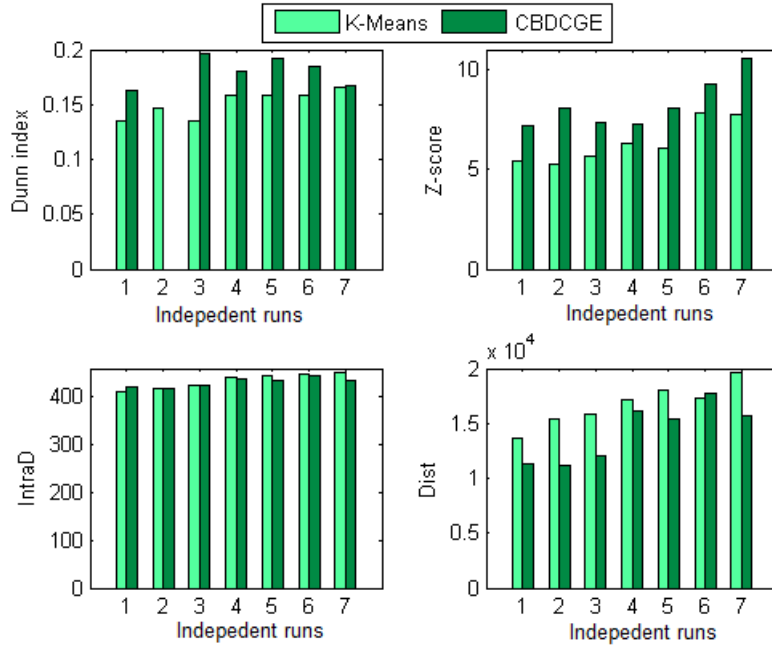 K-Means CBDCGE
Dunn index
0.2
0.15
0.1
0.05
0
1 2 3 4 5 6 7
Indepedent runs
Z-score
10
5
0
1 2 3 4 5 6 7
Indepedent runs
IntraD
400
300
200
100
0
1 2 3 4 5 6 7
Indepedent runs
x 10^4
Dist
2
1.5
1
0.5
0
1 2 3 4 5 6 7
Indepedent runs